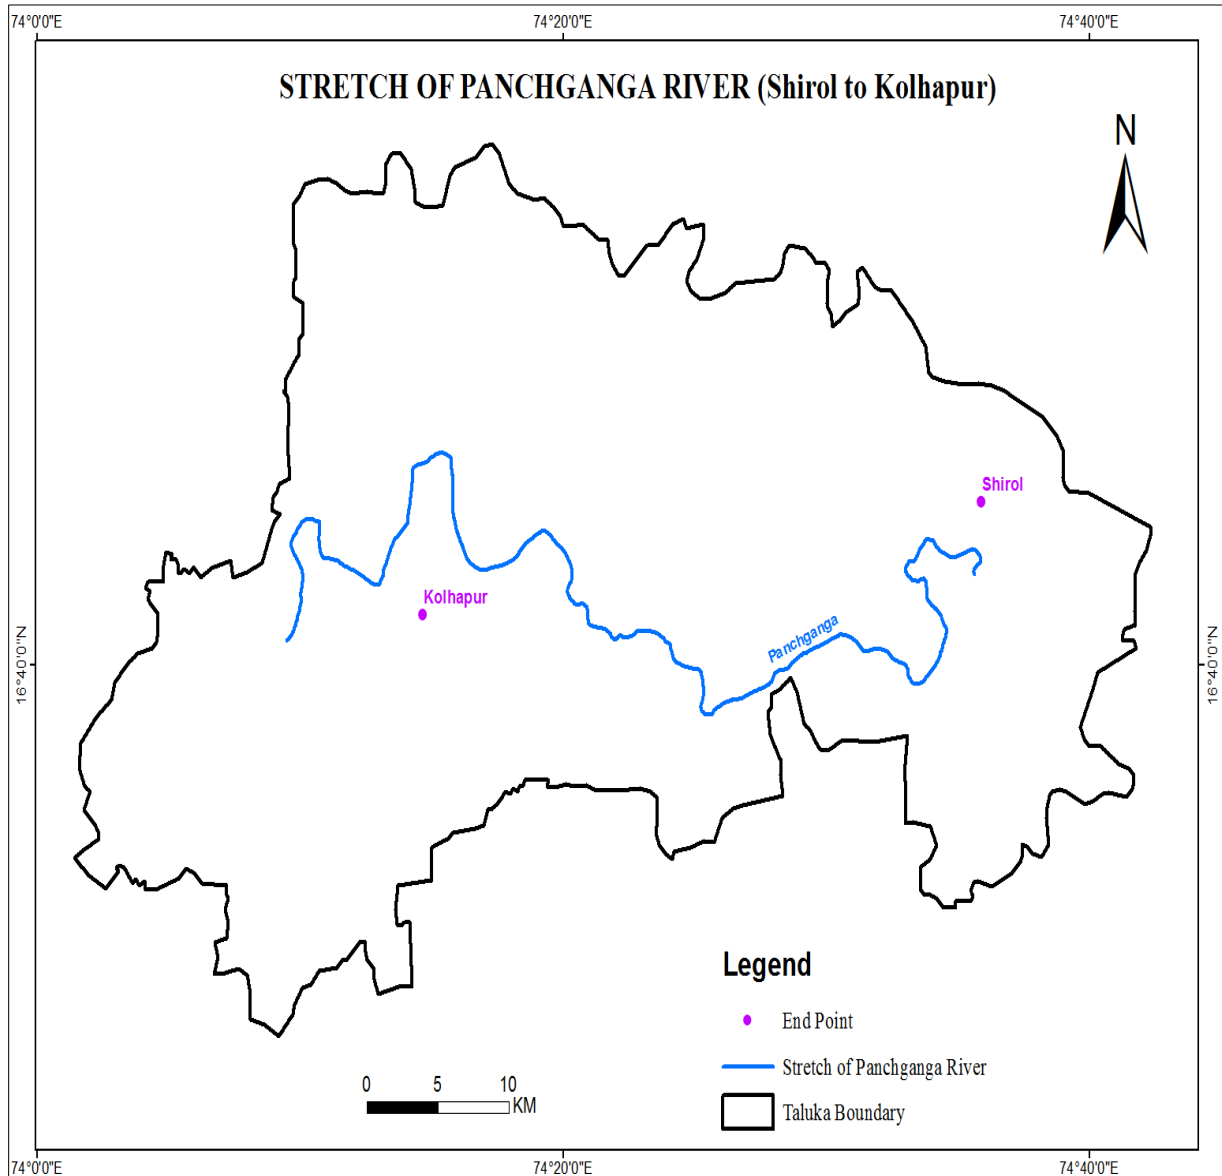 74°0'0"E 74°20'0"E 74°40'0"E
STRETCH OF PANCHGANGA RIVER (Shirol to Kolhapur)
N
Shirol
Kolhapur
Panchganga
16°40'0"N 16°40'0"N
Legend
End Point
Stretch of Panchganga River
Taluka Boundary
0 5 10
KM
74°0'0"E 74°20'0"E 74°40'0"E